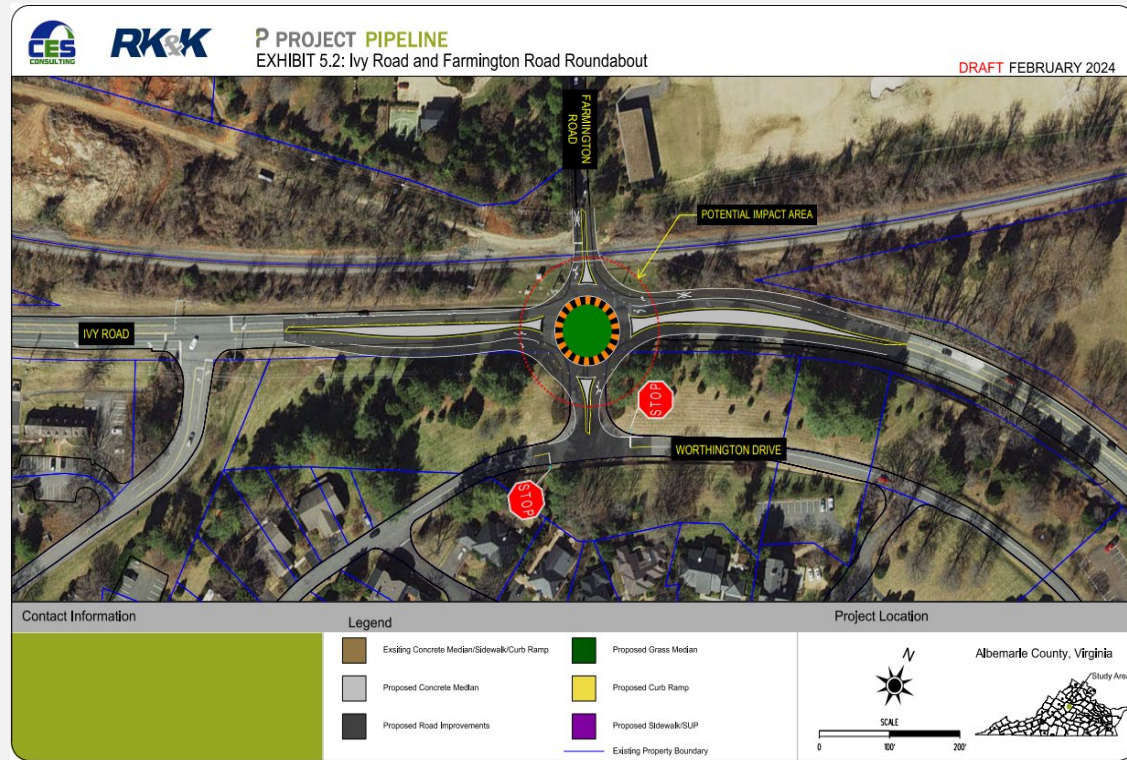 CES
CONSULTING
RK&K
PROJECT PIPELINE
EXHIBIT 5.2: Ivy Road and Farmington Road Roundabout
DRAFT FEBRUARY 2024
FARMINGTON
ROAD
POTENTIAL IMPACT AREA
IVY ROAD
STOP
WORTHINGTON DRIVE
STOP
Contact Information
Legend
Project Location
Exsiting Concrete Median/Sidewalk/Curb Ramp
Proposed Grass Median
Proposed Concrete Median
Proposed Curb Ramp
Proposed Road Improvements
Proposed Sidewalk/SUP
Existing Property Boundary
N
SCALE
0 100' 200'
Albemarle County, Virginia
Study Area